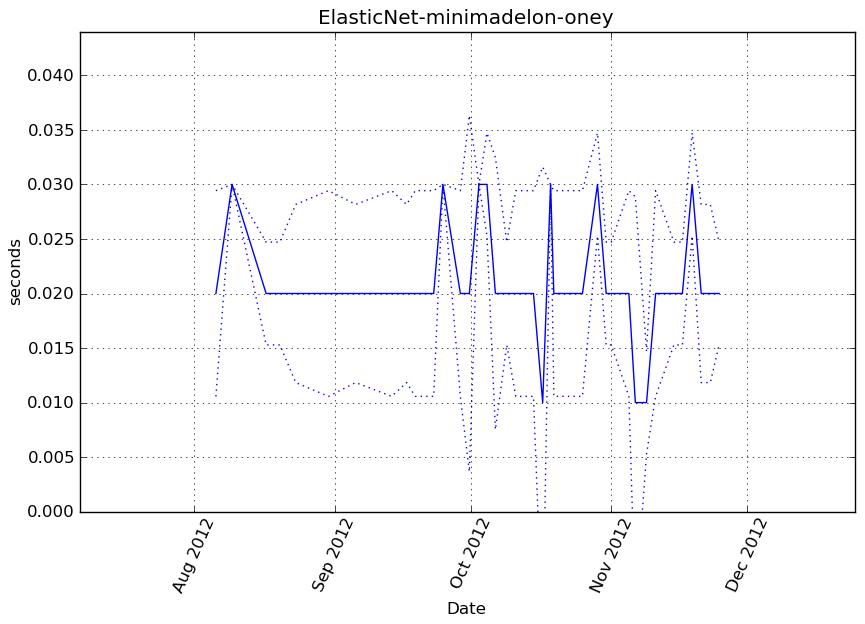 ElasticNet-minimadelon-oney
0.040
0.035
0.030
0.025
0.020
0.015
0.010
0.005
0.000
seconds
Aug 2012
Sep 2012
Oct 2012
Nov 2012
Dec 2012
Date